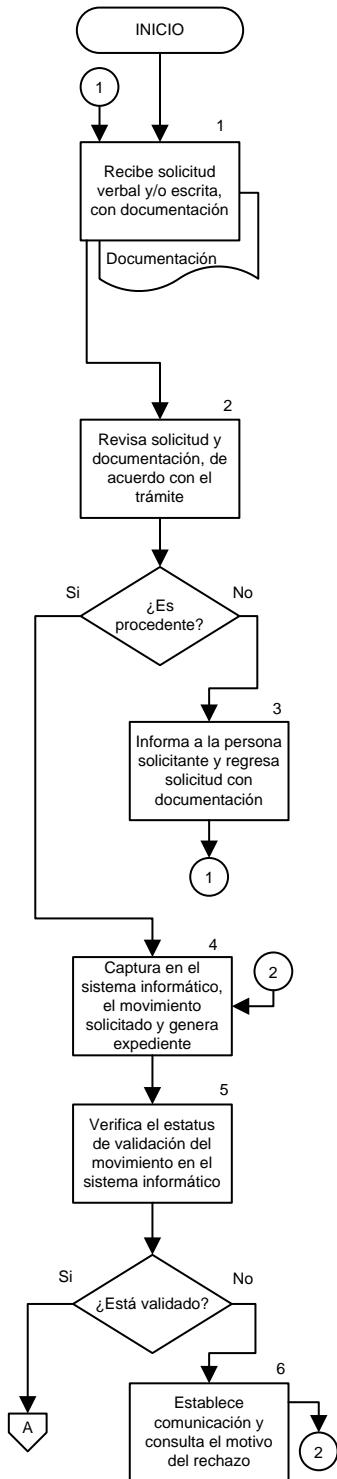 INICIO
1
1
Recibe solicitud
verbal y/o escrita,
con documentación
Documentación
2
Revisa solicitud y
documentación, de
acuerdo con el
trámite
Si
No
¿Es
procedente?
3
Informa a la persona
solicitante y regresa
solicitud con
documentación
1
4
Captura en el
sistema informático,
el movimiento
solicitado y genera
expediente
2
5
Verifica el estatus
de validación del
movimiento en el
sistema informático
Si
No
¿Está validado?
6
A
Establece
comunicación y
consulta el motivo
del rechazo
2